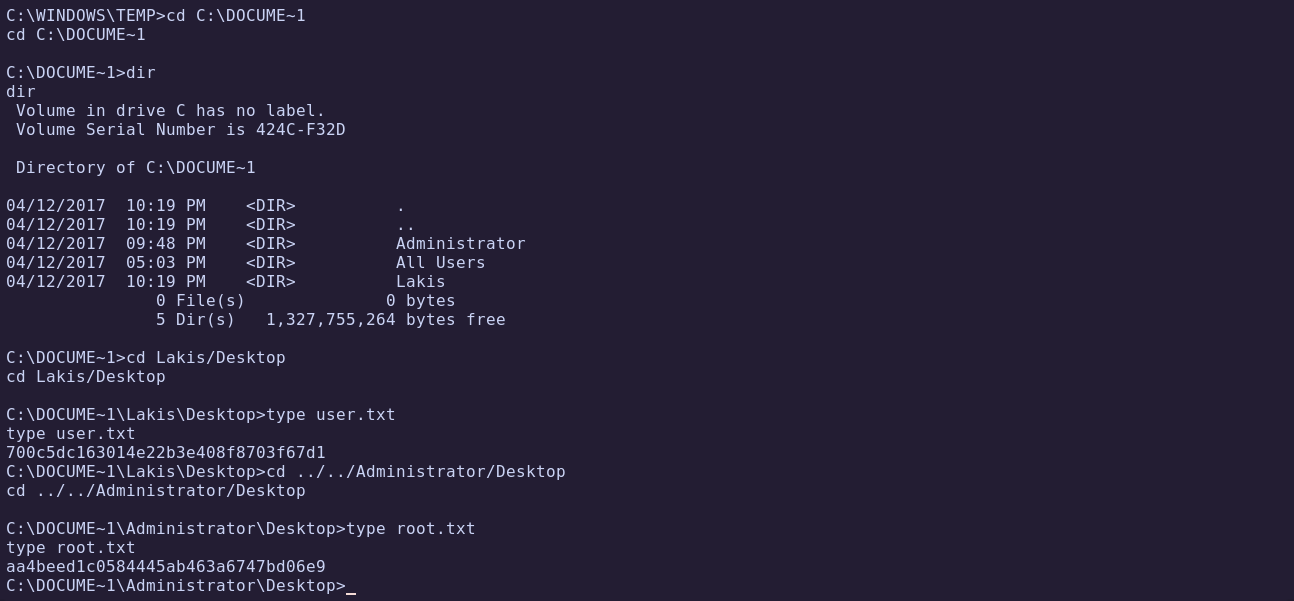 C:\WINDOWS\TEMP>cd C:\DOCUME~1
cd C:\DOCUME~1

C:\DOCUME~1>dir
dir
 Volume in drive C has no label.
 Volume Serial Number is 424C-F32D

 Directory of C:\DOCUME~1

04/12/2017  10:19 PM    <DIR>          .
04/12/2017  10:19 PM    <DIR>          ..
04/12/2017  09:48 PM    <DIR>          Administrator
04/12/2017  05:03 PM    <DIR>          All Users
04/12/2017  10:19 PM    <DIR>          Lakis
               0 File(s)              0 bytes
               5 Dir(s)   1,327,755,264 bytes free

C:\DOCUME~1>cd Lakis/Desktop
cd Lakis/Desktop

C:\DOCUME~1\Lakis\Desktop>type user.txt
type user.txt
700c5dc163014e22b3e408f8703f67d1
C:\DOCUME~1\Lakis\Desktop>cd ../../Administrator/Desktop
cd ../../Administrator/Desktop

C:\DOCUME~1\Administrator\Desktop>type root.txt
type root.txt
aa4beed1c0584445ab463a6747bd06e9
C:\DOCUME~1\Administrator\Desktop>